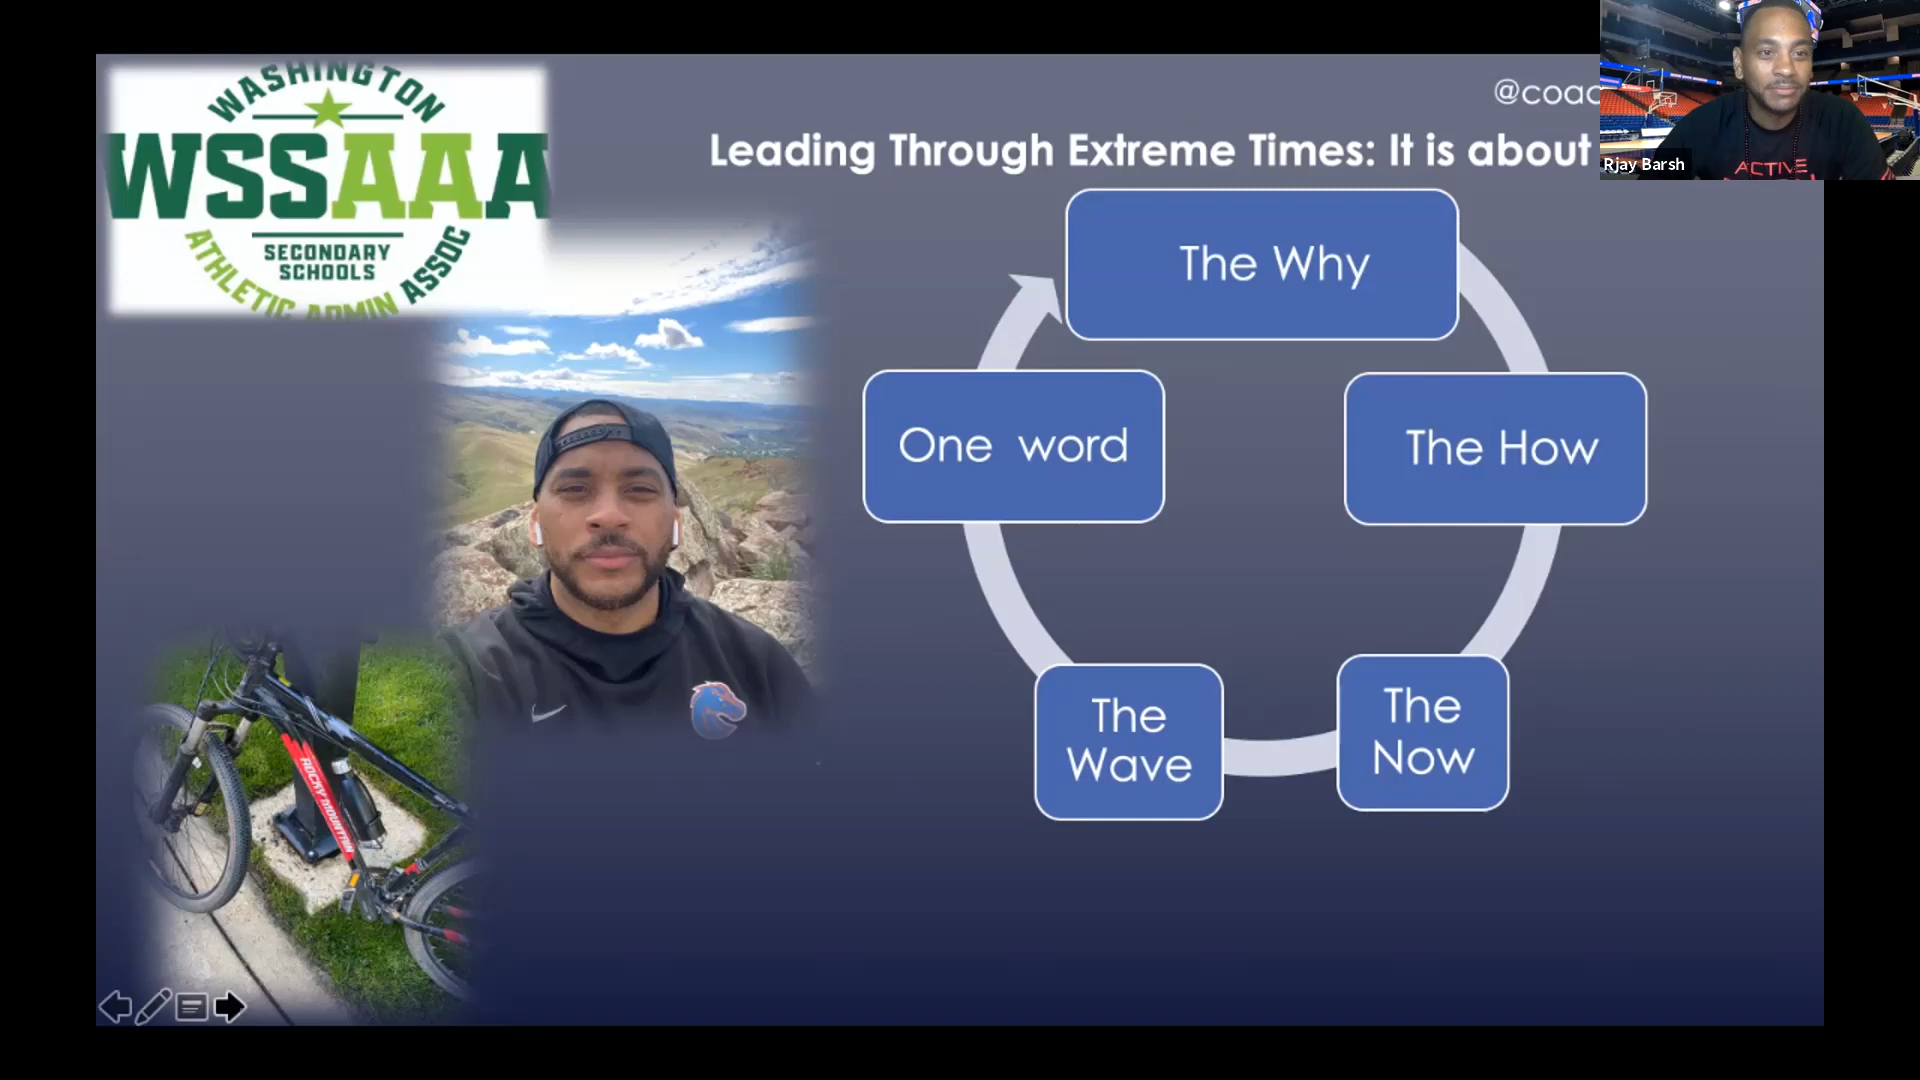 WASHINGTON
WSSAAA
SECONDARY
SCHOOLS
ATHLETIC ADMIN ASSOC
Leading Through Extreme Times: It is about
Rjay Barsh
ACTIVE
The Why
One word
The How
The
Wave
The
Now
ROCKY MOUNTAIN